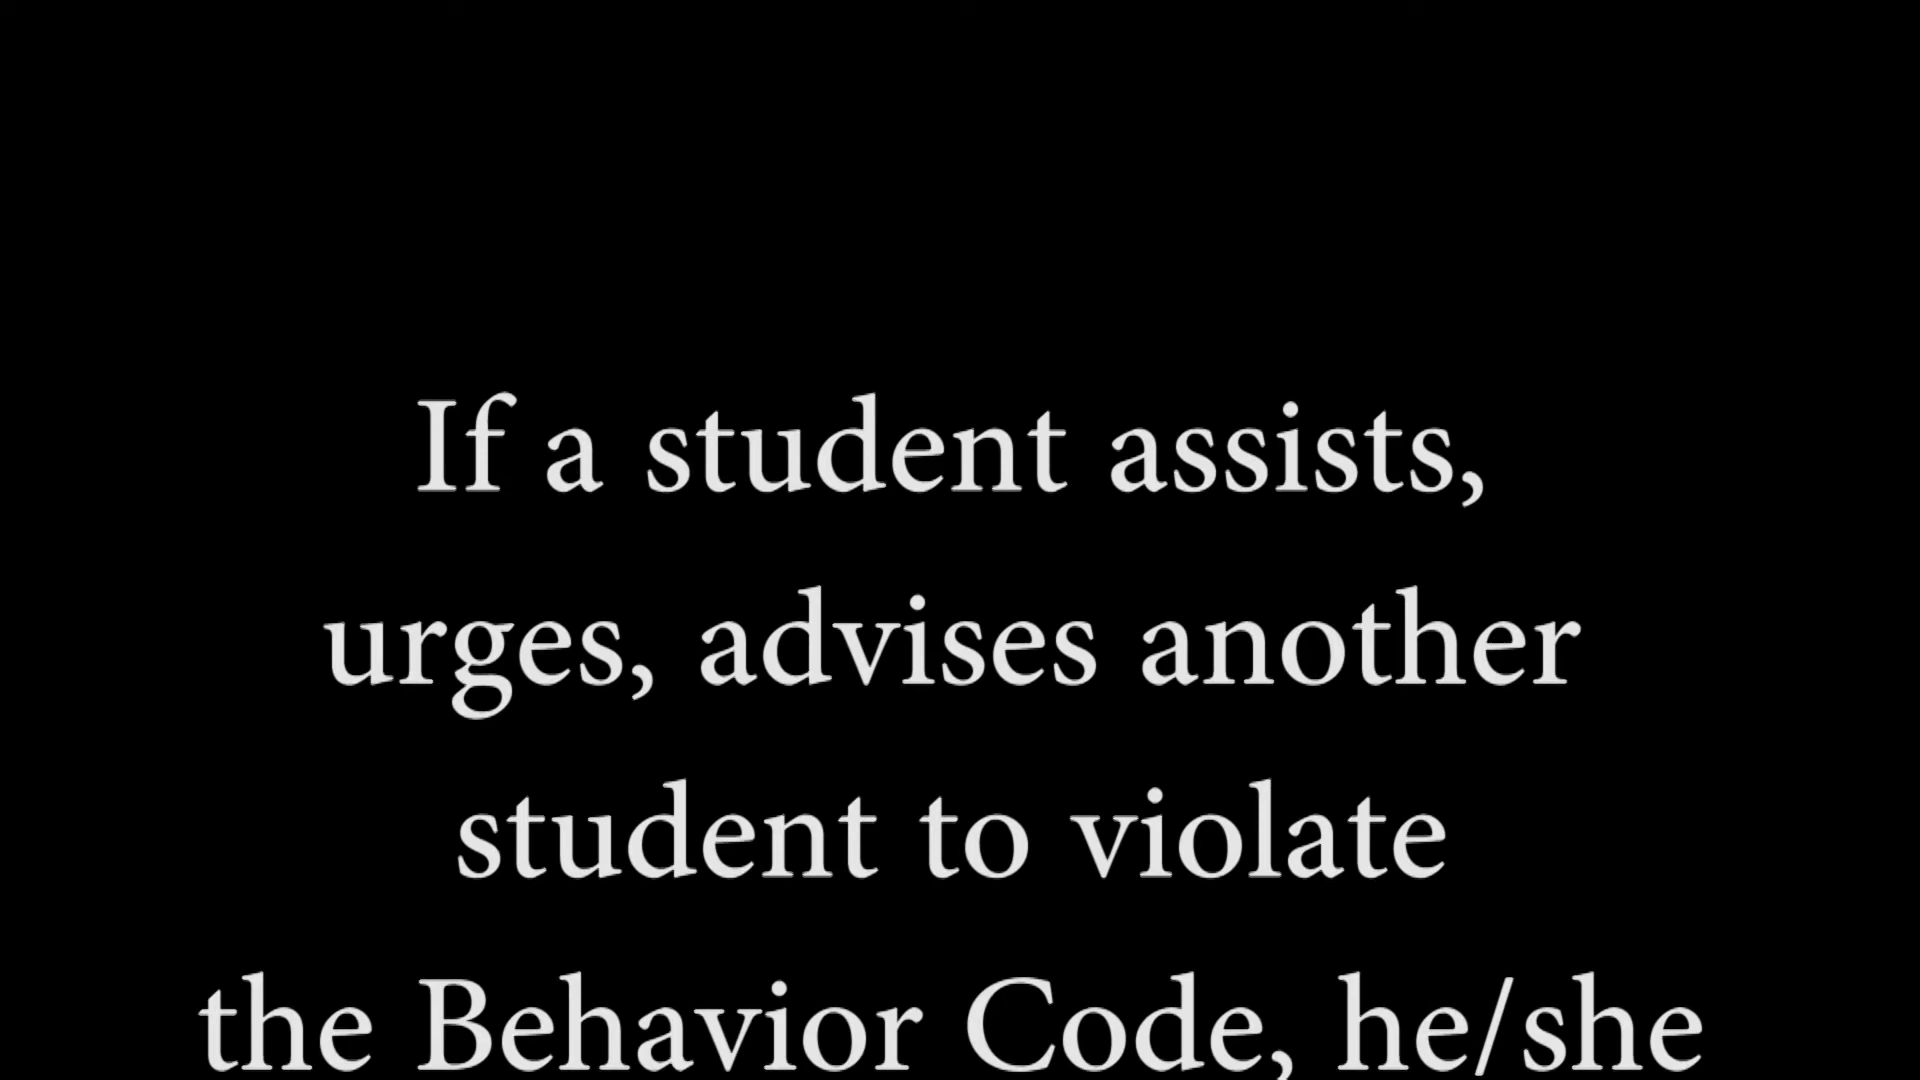 If a student assists,
urges, advises another
student to violate
the Behavior Code, he/she